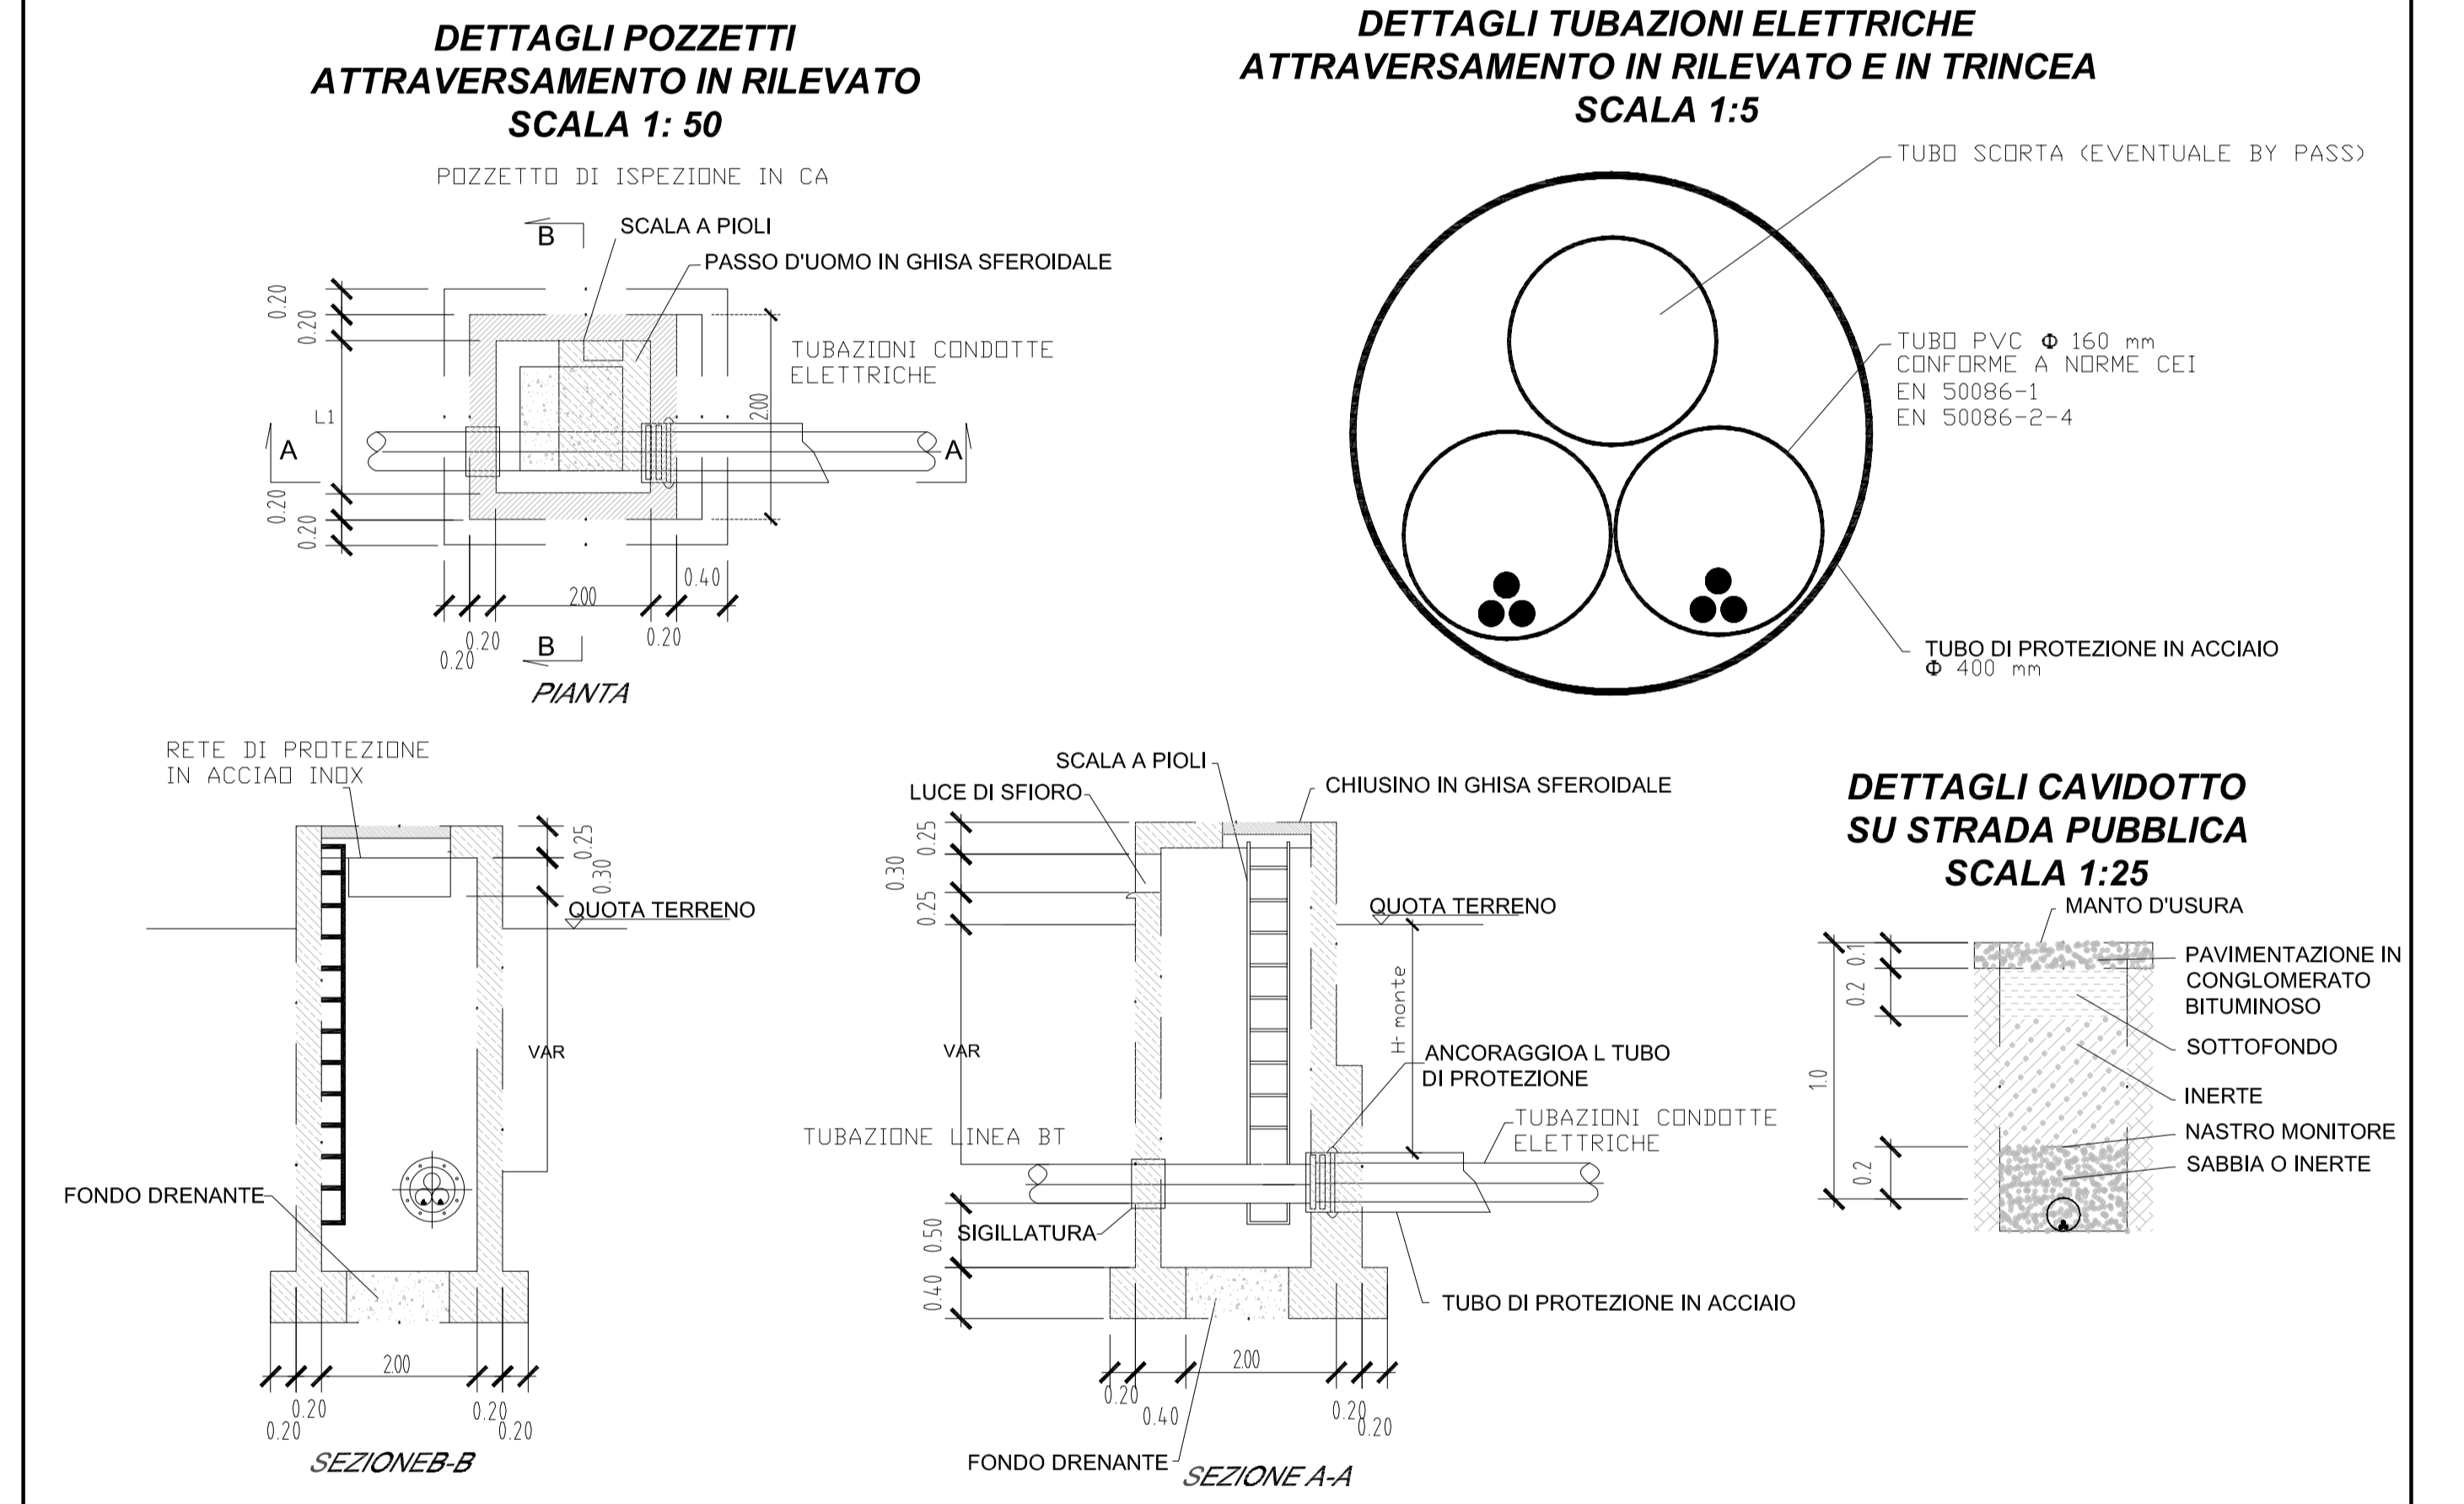 DETTAGLI POZZETTI
ATTRAVERSAMENTO IN RILEVATO
SCALA 1: 50
POZZETTO DI ISPEZIONE IN CA
B
SCALA A PIOLI
PASSO D'UOMO IN GHISA SFEROIDALE
0.20
0.20
TUBAZIONI CONDOTTE
ELETTRICHE
2.00
L1
A
A
0.20
0.20
0.40
2.00
0.20
0.20
0.20
B
PIANTA
DETTAGLI TUBAZIONI ELETTRICHE
ATTRAVERSAMENTO IN RILEVATO E IN TRINCEA
SCALA 1:5
TUBO SCORTA (EVENTUALE BY PASS)
TUBO PVC Φ 160 mm
CONFORME A NORME CEI
EN 50086-1
EN 50086-2-4
TUBO DI PROTEZIONE IN ACCIAIO
Φ 400 mm
RETE DI PROTEZIONE
IN ACCIAO INOX
0.25
0.30
QUOTA TERRENO
VAR
FONDO DRENANTE
2.00
0.20
0.20
0.20
0.20
SEZIONEB-B
SCALA A PIOLI
LUCE DI SFIORO
CHIUSINO IN GHISA SFEROIDALE
0.25
0.30
0.25
QUOTA TERRENO
H- monte
VAR
ANCORAGGIOA L TUBO
DI PROTEZIONE
TUBAZIONI CONDOTTE
ELETTRICHE
TUBAZIONE LINEA BT
SIGILLATURA
0.50
0.40
TUBO DI PROTEZIONE IN ACCIAIO
2.00
0.20
0.40
0.20
0.20
FONDO DRENANTE
SEZIONE A-A
DETTAGLI CAVIDOTTO
SU STRADA PUBBLICA
SCALA 1:25
MANTO D'USURA
0.1
0.2
PAVIMENTAZIONE IN
CONGLOMERATO
BITUMINOSO
SOTTOFONDO
1.0
INERTE
NASTRO MONITORE
SABBIA O INERTE
0.2